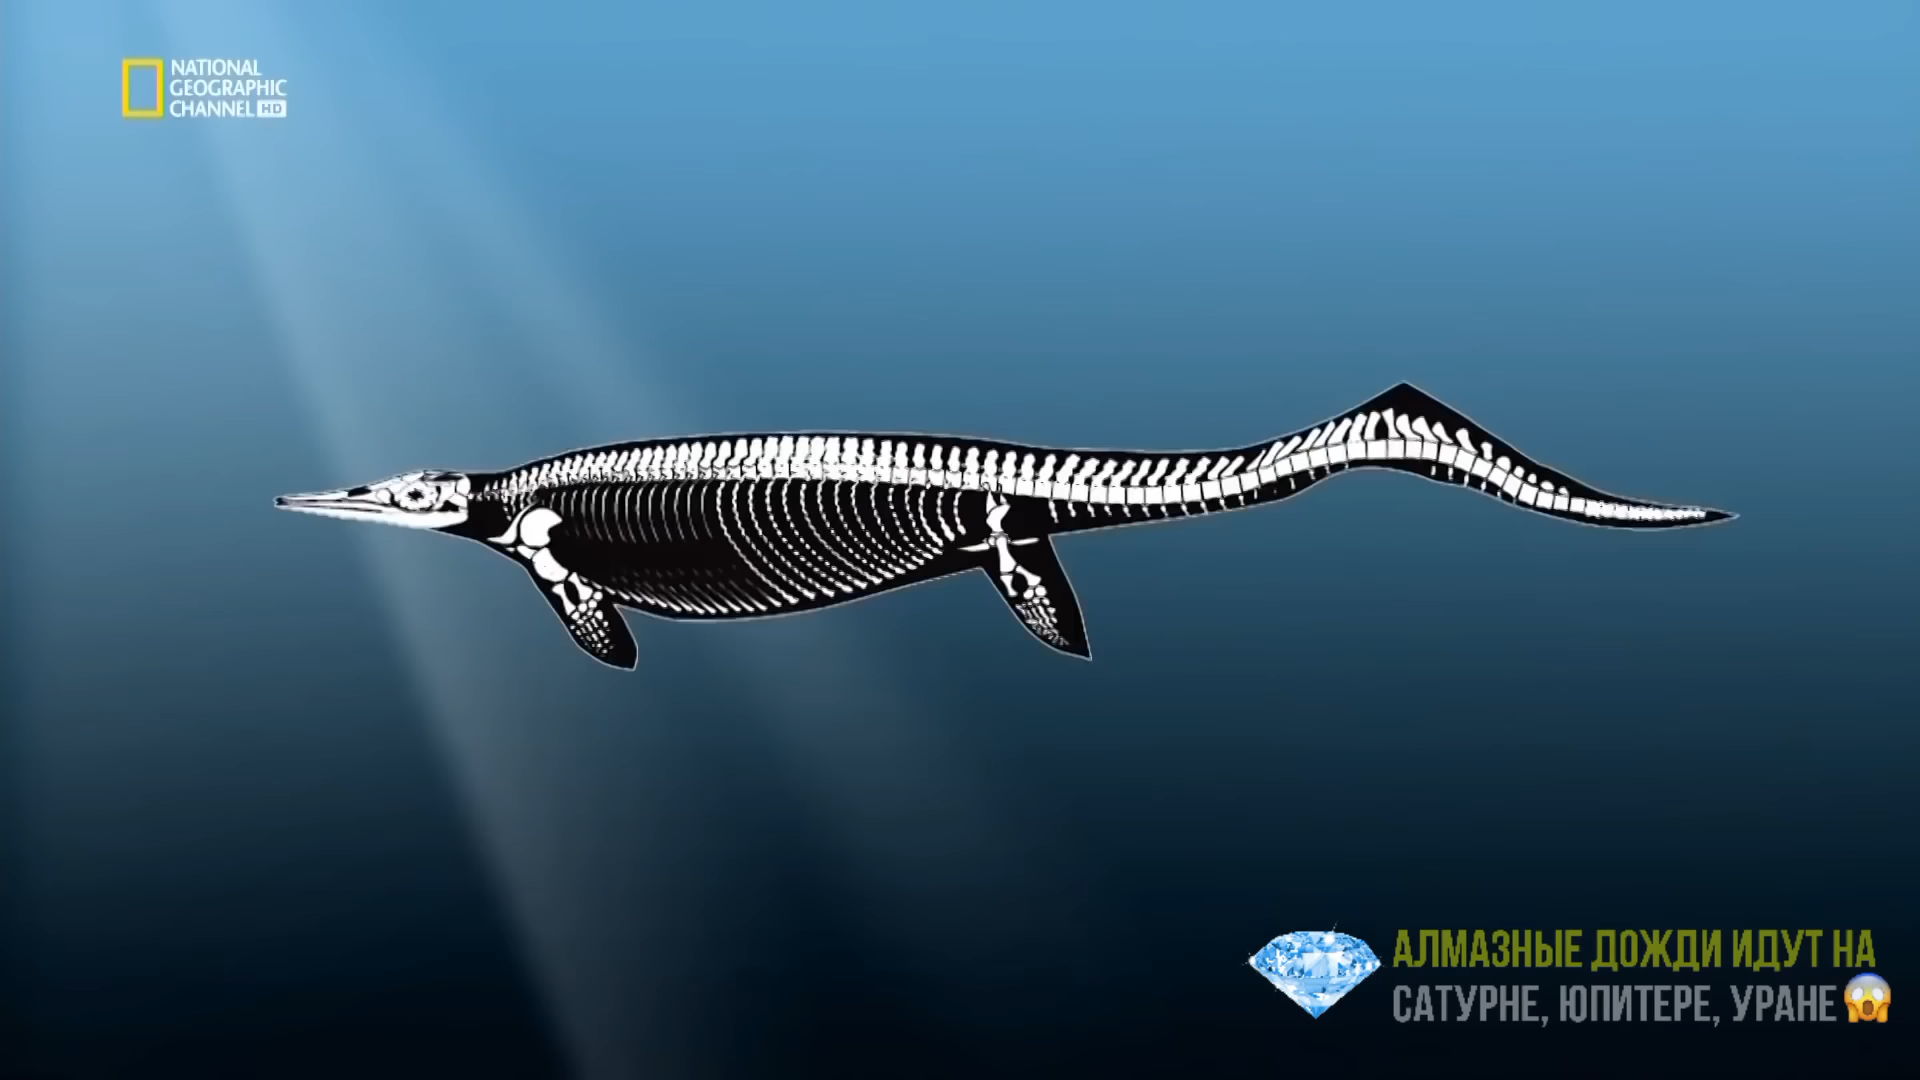 NATIONAL
GEOGRAPHIC
CHANNEL HD
АЛМАЗНЫЕ ДОЖДИ ИДУТ НА
САТУРНЕ, ЮПИТЕРЕ, УРАНЕ😱